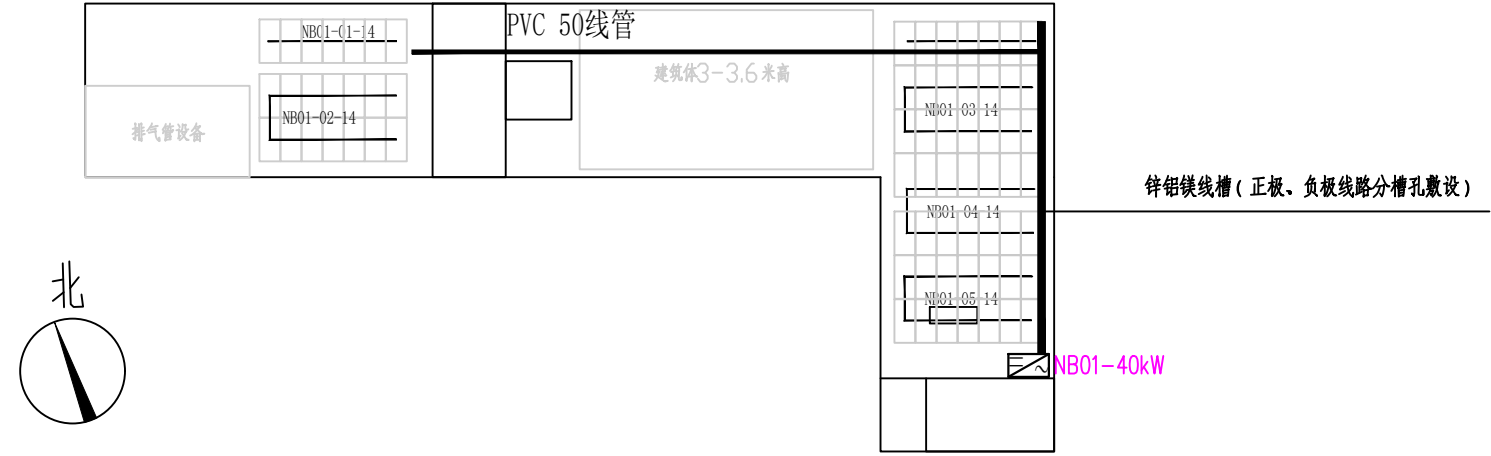 NB01-01-14
PVC 50线管
建筑体3-3.6米高
NB01-03-14
NB01-02-14
排气管设备
锌铝镁线槽(正极、负极线路分槽孔敷设)
NB01-04-14
北
NB01-05-14
NB01-40kW